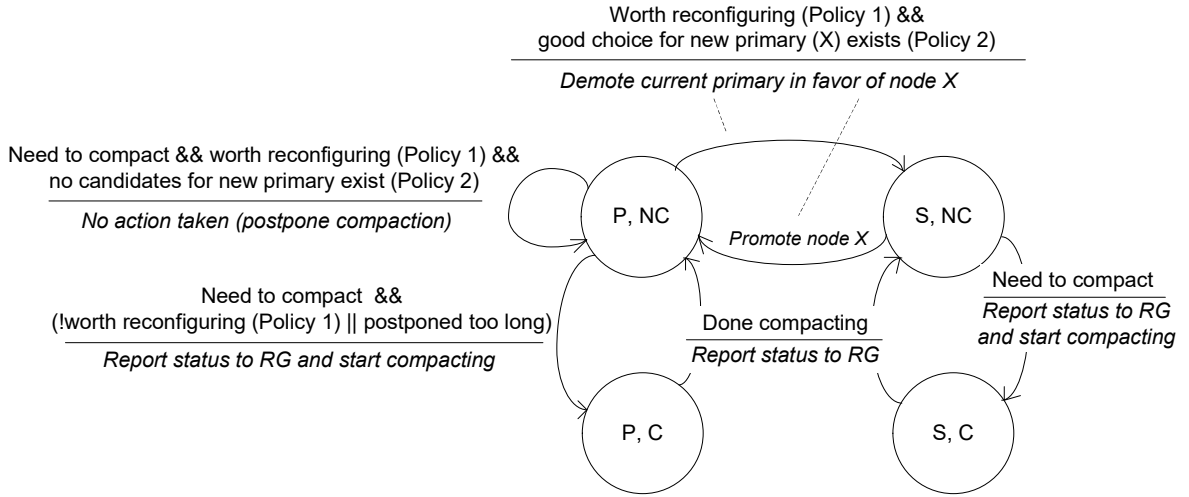 Worth reconfiguring (Policy 1) &&
good choice for new primary (X) exists (Policy 2)
Demote current primary in favor of node X
Need to compact && worth reconfiguring (Policy 1) &&
no candidates for new primary exist (Policy 2)
No action taken (postpone compaction)
P, NC
S, NC
Promote node X
Need to compact &&
(!worth reconfiguring (Policy 1) || postponed too long)
Report status to RG and start compacting
Done compacting
Report status to RG
Need to compact
Report status to RG
and start compacting
P, C
S, C